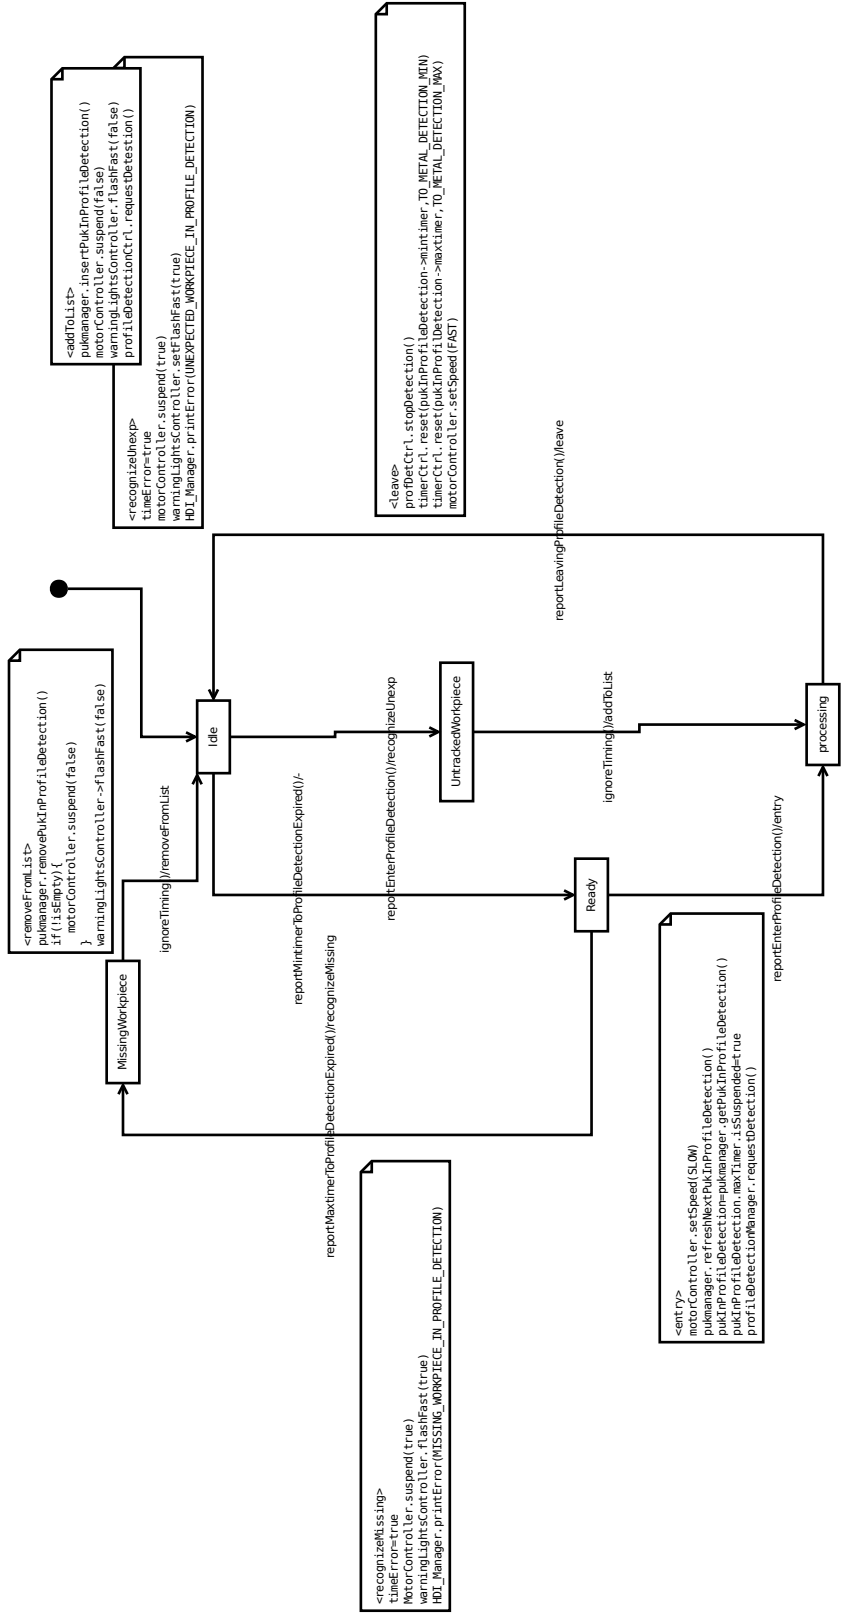 <recognizeMissing>
timeError=true
MotorController.suspend(true)
warningLightsController.flashFast(true)
HDI_Manager.printError(MISSING_WORKPIECE_IN_PROFILE_DETECTION)
<removeFromList>
pukmanager.removePukInProfileDetection()
if(!isEmpty){
motorController.suspend(false)
}
warningLightsController->flashFast(false)
<addToList>
pukmanager.insertPukInProfileDetection()
motorController.suspend(false)
warningLightsController.flashFast(false)
profileDetectionCtrl.requestDetestion()
<recognizeUnexp>
timeError=true
motorController.suspend(true)
warningLightsController.setFlashFast(true)
HDI_Manager.printError(UNEXPECTED_WORKPIECE_IN_PROFILE_DETECTION)
MissingWorkpiece
ignoreTiming()/removeFromList
Idle
reportMintimerToProfileDetectionExpired()/-
reportMaxtimerToProfileDetectionExpired()/recognizeMissing
reportEnterProfileDetection()/recognizeUnexp
UntrackedWorkpiece
<leave>
profDetCtrl.stopDetection()
timerCtrl.reset(pukInProfileDetection->mintimer,TO_METAL_DETECTION_MIN)
timerCtrl.reset(pukInProfilDetection->maxtimer,TO_METAL_DETECTION_MAX)
motorController.setSpeed(FAST)
reportLeavingProfileDetection()/leave
Ready
ignoreTiming()/addToList
<entry>
motorController.setSpeed(SLOW)
pukmanager.refreshNextPukInProfileDetection()
pukInProfileDetection=pukmanager.getPukInProfileDetection()
pukInProfileDetection.maxTimer.isSuspended=true
profileDetectionManager.requestDetection()
reportEnterProfileDetection()/entry
processing